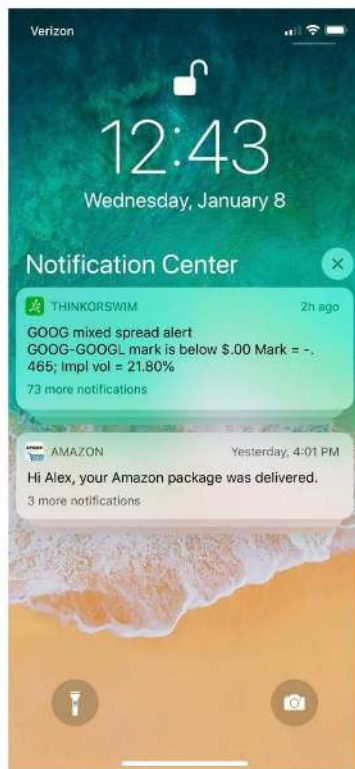 Verizon
12:43
Wednesday, January 8
Notification Center
THINKORSWIM 2h ago
GOOG mixed spread alert
GOOG-GOOGL mark is below $.00 Mark = -.
465; Impl vol = 21.80%
73 more notifications
AMAZON Yesterday, 4:01 PM
Hi Alex, your Amazon package was delivered.
3 more notifications